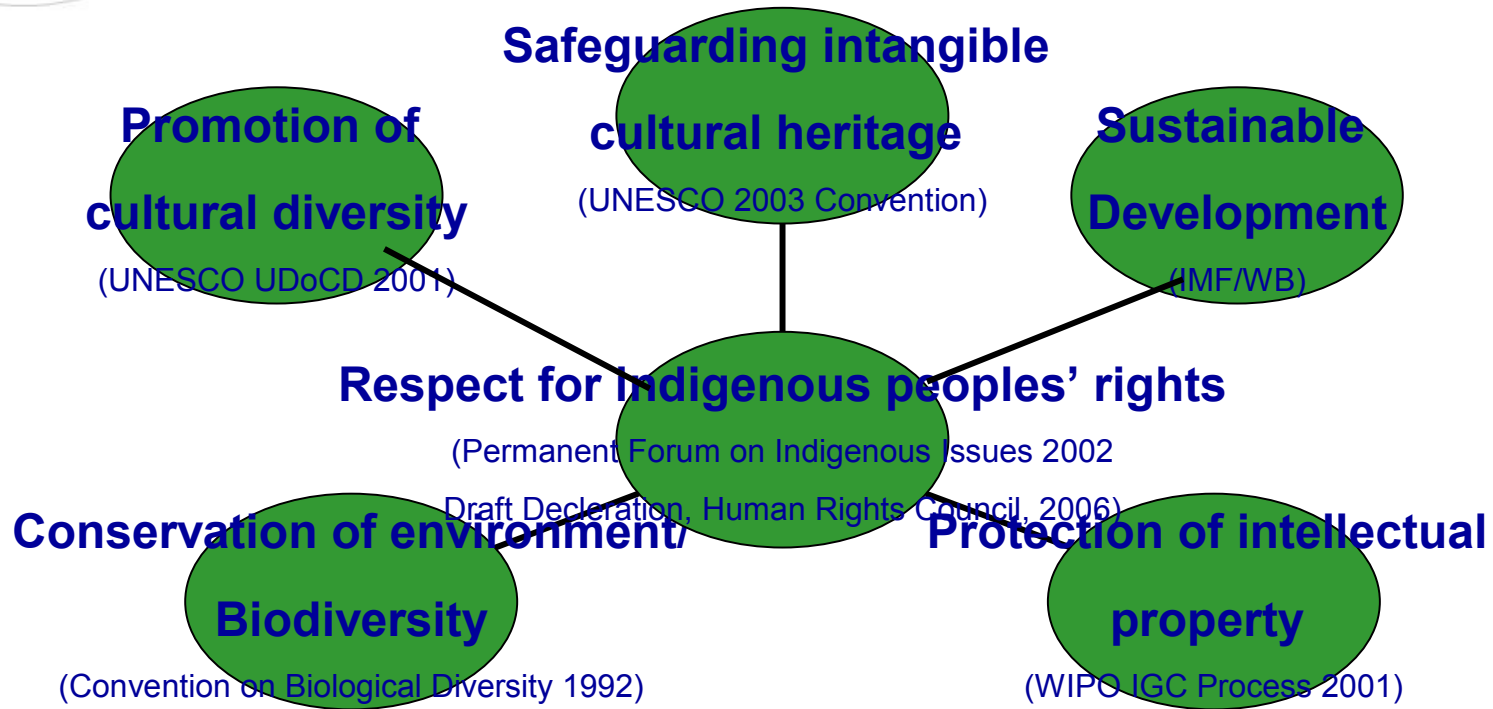 Safeguarding intangible
cultural heritage
(UNESCO 2003 Convention)
Promotion of
cultural diversity
(UNESCO UDoCD 2001)
Sustainable
Development
(IMF/WB)
Respect for Indigenous peoples’ rights
(Permanent Forum on Indigenous Issues 2002
Draft Decleration, Human Rights Council, 2006)
Conservation of environment/
Biodiversity
(Convention on Biological Diversity 1992)
Protection of intellectual
property
(WIPO IGC Process 2001)